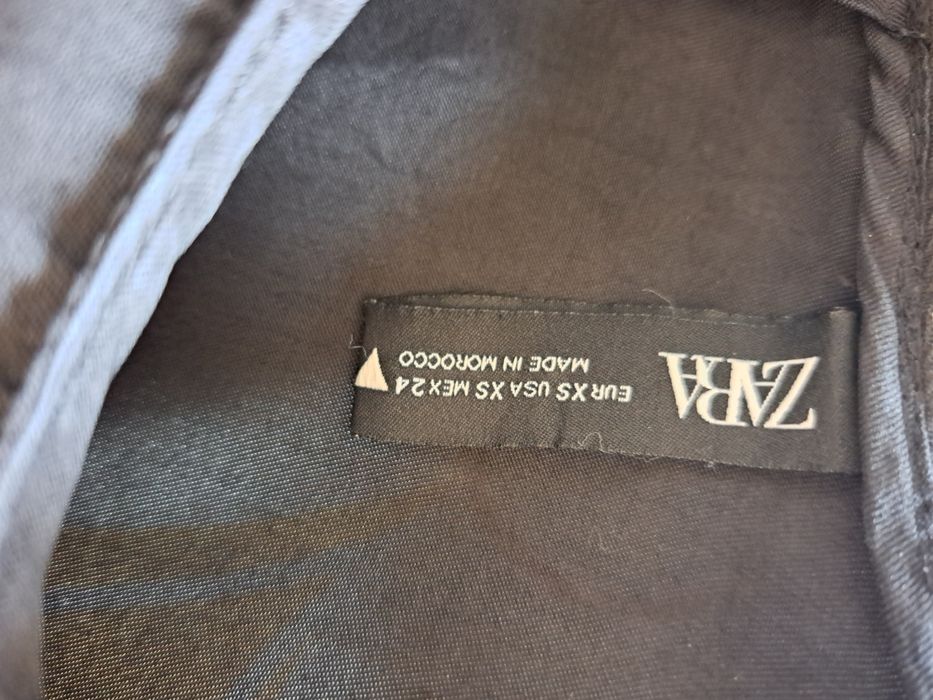 ZARA
EUR XS USA XS MEX 24
MADE IN MOROCCO